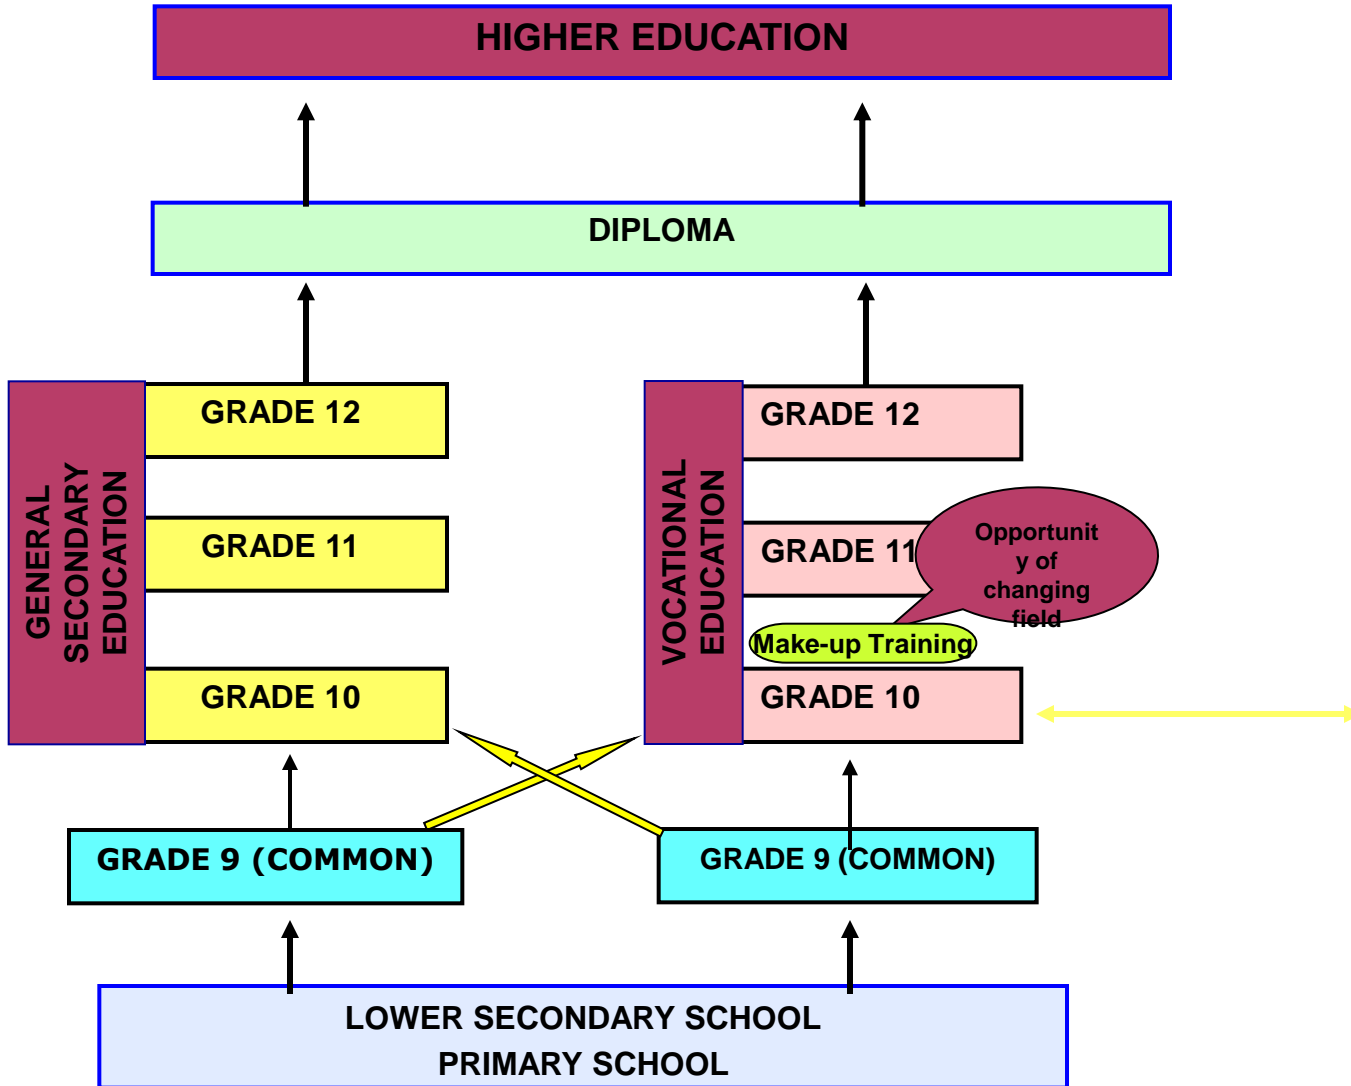 HIGHER EDUCATION
DIPLOMA
GENERAL
SECONDARY
EDUCATION
GRADE 12
GRADE 11
GRADE 10
VOCATIONAL
EDUCATION
GRADE 12
GRADE 11
Opportunit
y of
changing
field
Make-up Training
GRADE 10
GRADE 9 (COMMON)
GRADE 9 (COMMON)
LOWER SECONDARY SCHOOL
PRIMARY SCHOOL